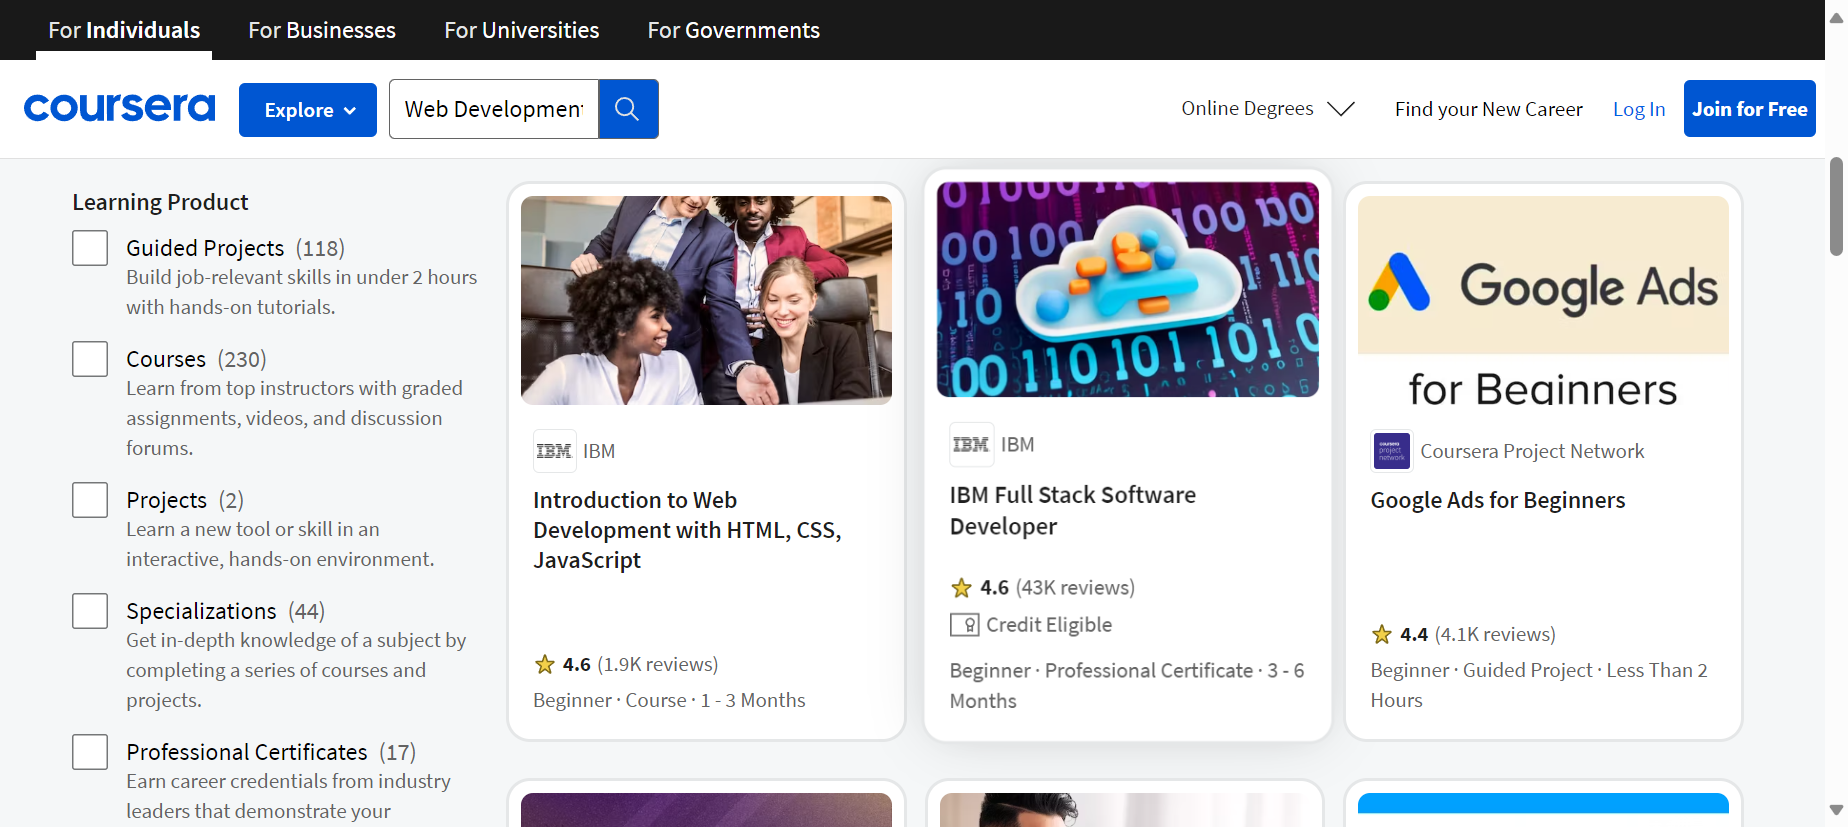 For Individuals
For Businesses
For Universities
For Governments
coursera
Explore
Web Development
Online Degrees
Find your New Career
Log In
Join for Free
Learning Product
Guided Projects (118)
Build job-relevant skills in under 2 hours
with hands-on tutorials.
Courses (230)
Learn from top instructors with graded
assignments, videos, and discussion
forums.
Projects (2)
Learn a new tool or skill in an
interactive, hands-on environment.
Specializations (44)
Get in-depth knowledge of a subject by
completing a series of courses and
projects.
Professional Certificates (17)
Earn career credentials from industry
leaders that demonstrate your
IBM IBM
Introduction to Web
Development with HTML, CSS,
JavaScript
4.6 (1.9K reviews)
Beginner · Course · 1 - 3 Months
IBM IBM
IBM Full Stack Software
Developer
4.6 (43K reviews)
Credit Eligible
Beginner · Professional Certificate · 3 - 6
Months
Google Ads
for Beginners
coursera
project
network
Coursera Project Network
Google Ads for Beginners
4.4 (4.1K reviews)
Beginner · Guided Project · Less Than 2
Hours